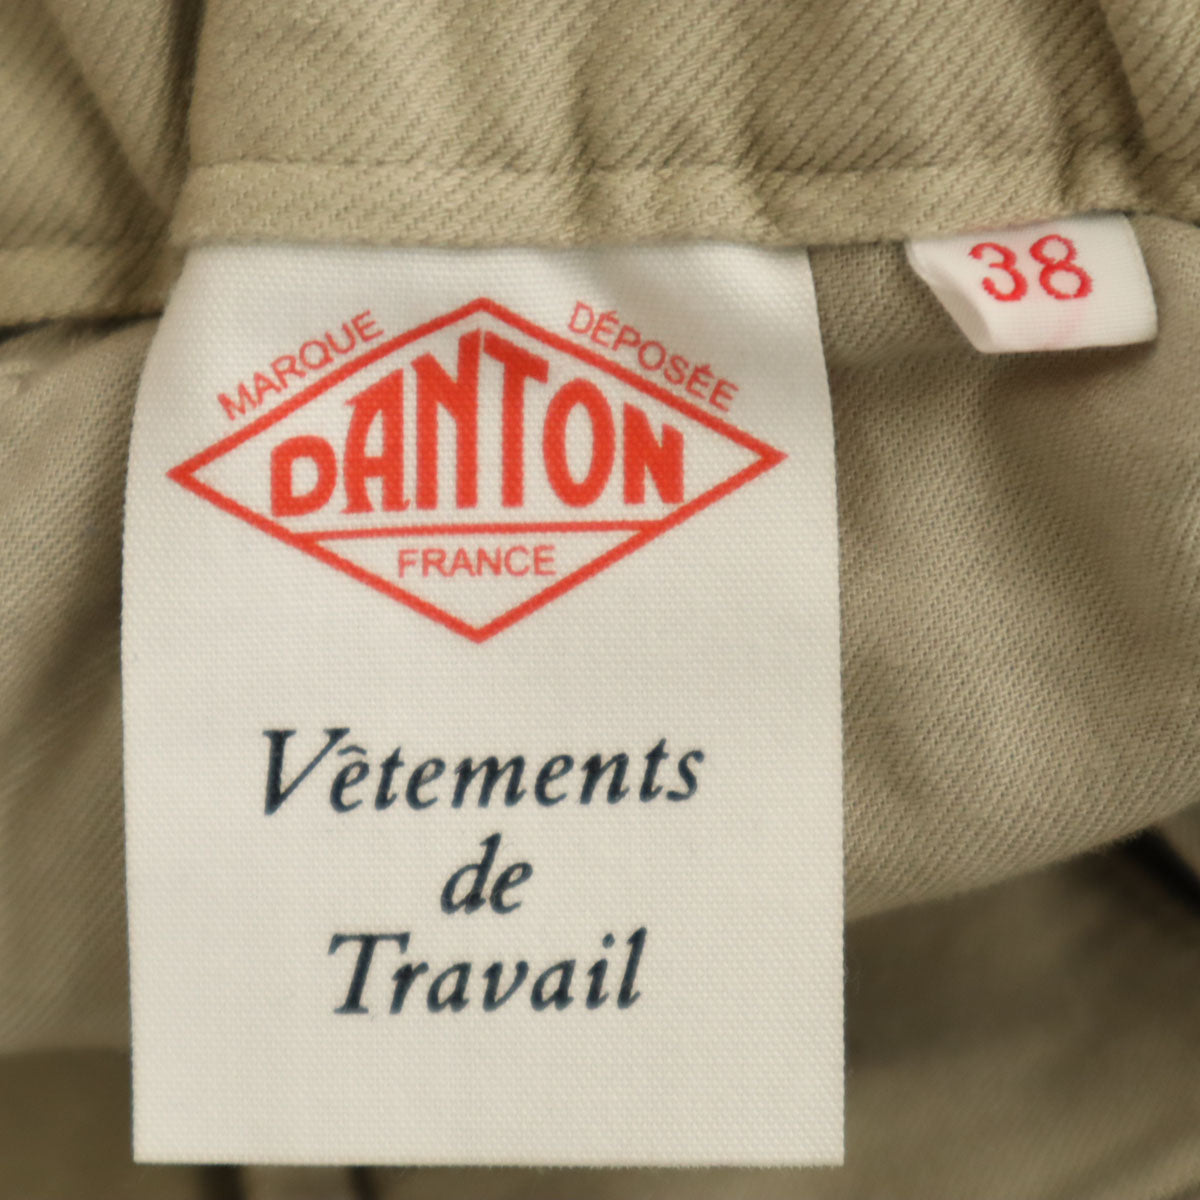 MARQUE DÉPOSÉE
DANTON
FRANCE
38
Vêtements
de
Travail